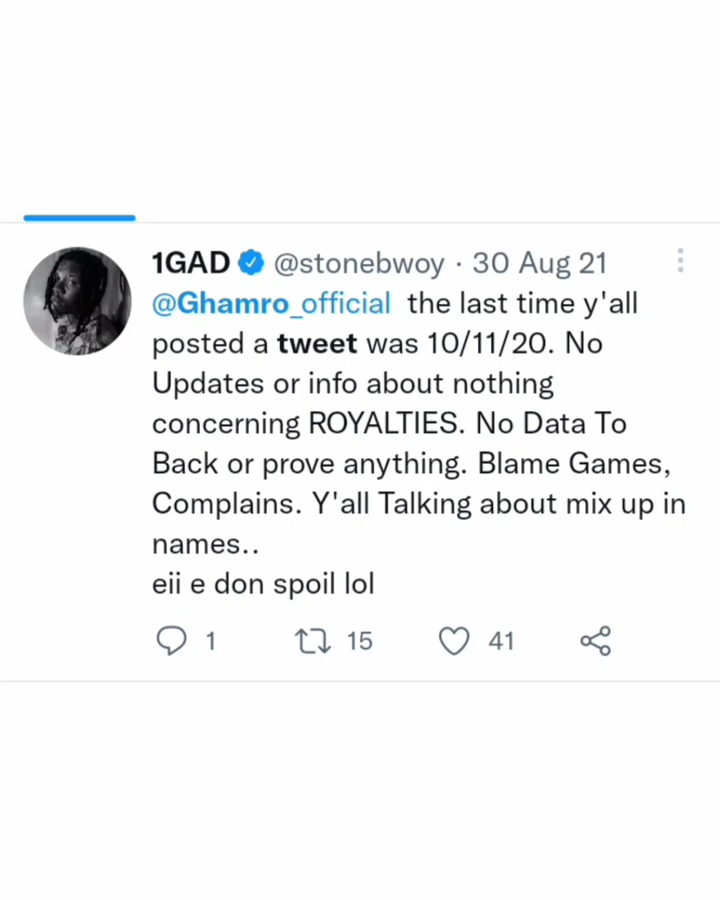 1GAD @stonebwoy · 30 Aug 21
@Ghamro_official the last time y'all
posted a tweet was 10/11/20. No
Updates or info about nothing
concerning ROYALTIES. No Data To
Back or prove anything. Blame Games,
Complains. Y'all Talking about mix up in
names..
eii e don spoil lol
1 15 41